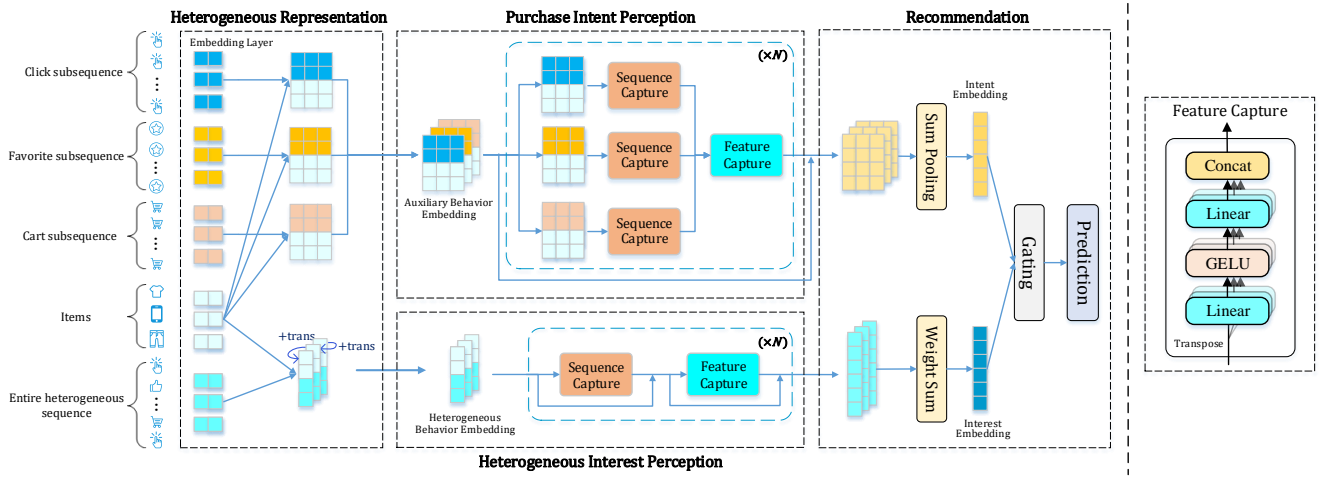 Heterogeneous Representation
Purchase Intent Perception
Recommendation
Embedding Layer
Click subsequence
Favorite subsequence
Cart subsequence
Items
Entire heterogeneous
sequence
+trans
+trans
(×N)
Sequence
Capture
Sequence
Capture
Sequence
Capture
Feature
Capture
Auxiliary Behavior
Embedding
(×N)
Sequence
Capture
Feature
Capture
Heterogeneous
Behavior Embedding
Heterogeneous Interest Perception
Sum Pooling
Intent
Embedding
Weight Sum
Interest
Embedding
Gating
Prediction
Feature Capture
Concat
Linear
GELU
Linear
Transpose